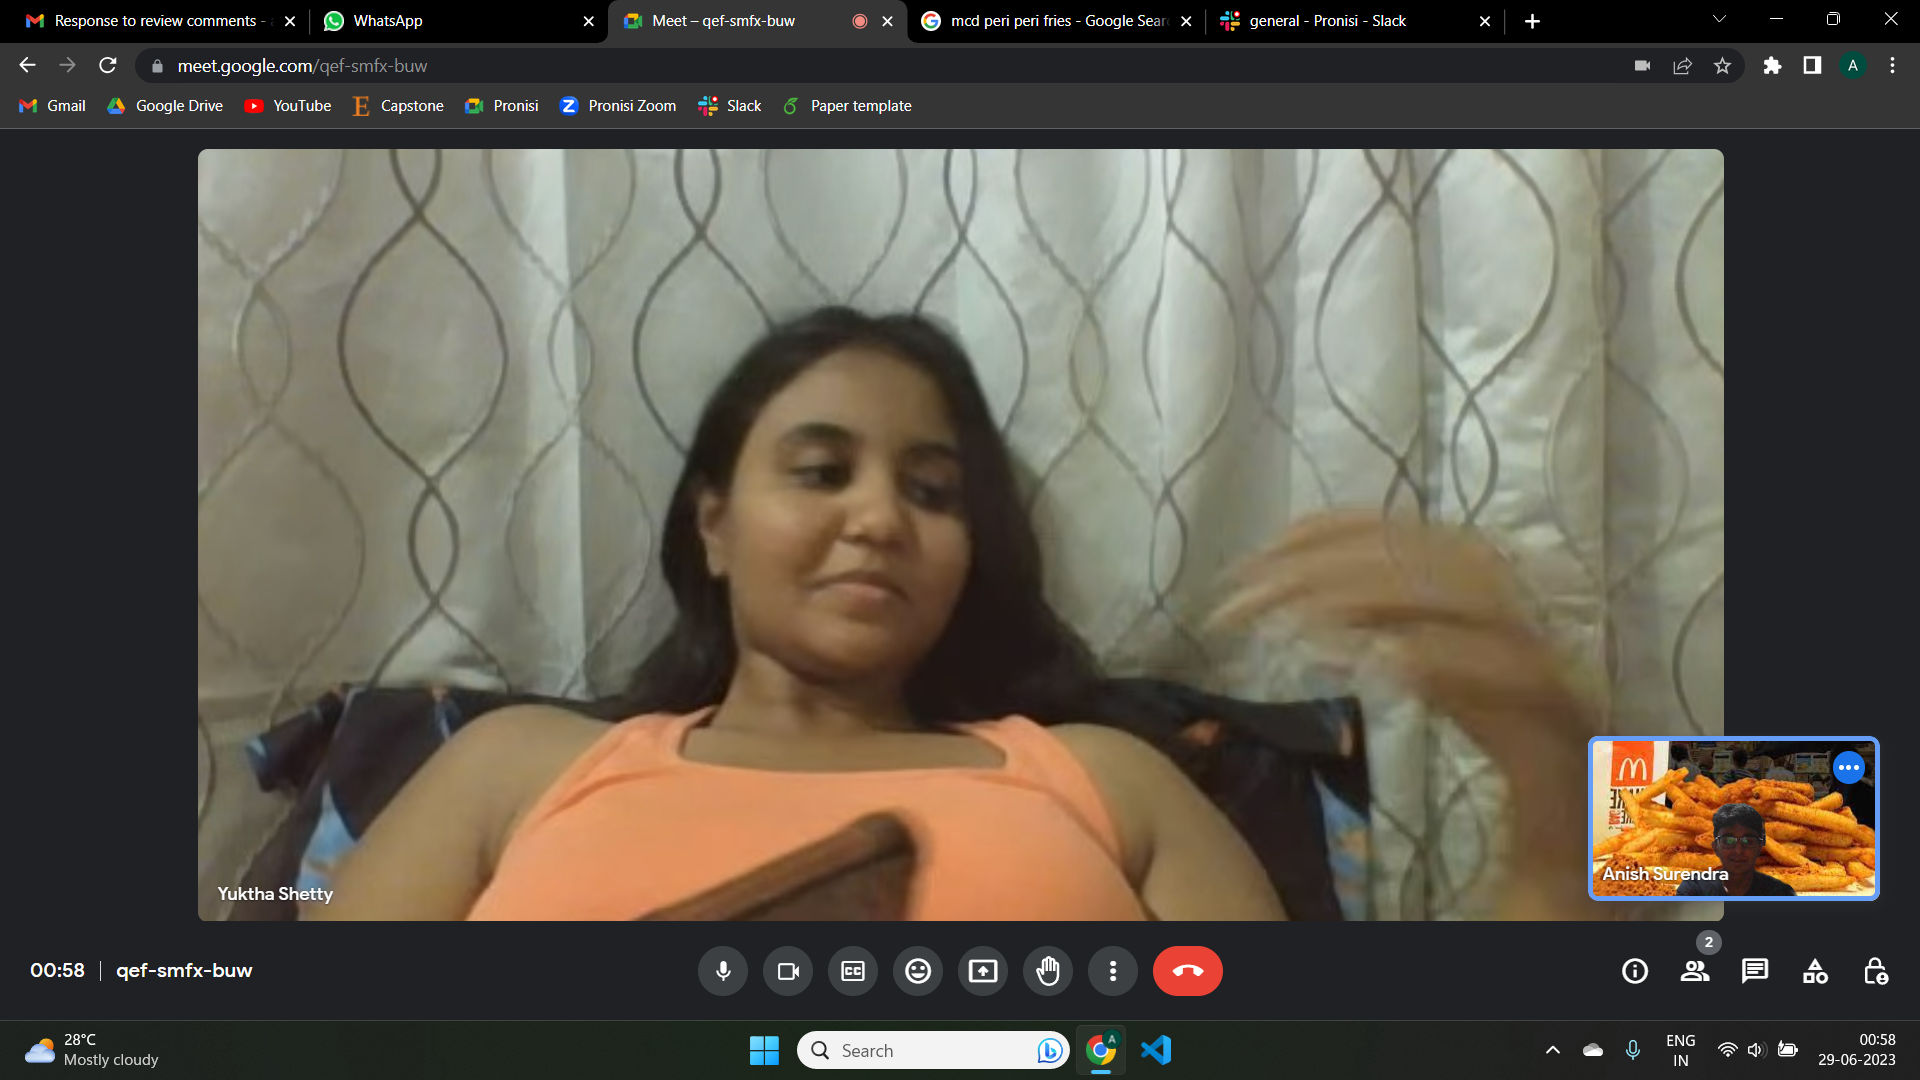 Response to review comments - a
WhatsApp
Meet – qef-smfx-buw
mcd peri peri fries - Google Sear
general - Pronisi - Slack
meet.google.com/qef-smfx-buw
A
Gmail
Google Drive
YouTube
Capstone
Pronisi
Pronisi Zoom
Slack
Paper template
Yuktha Shetty
Anish Surendra
00:58
qef-smfx-buw
CC
2
28°C
Mostly cloudy
Search
ENG
IN
00:58
29-06-2023